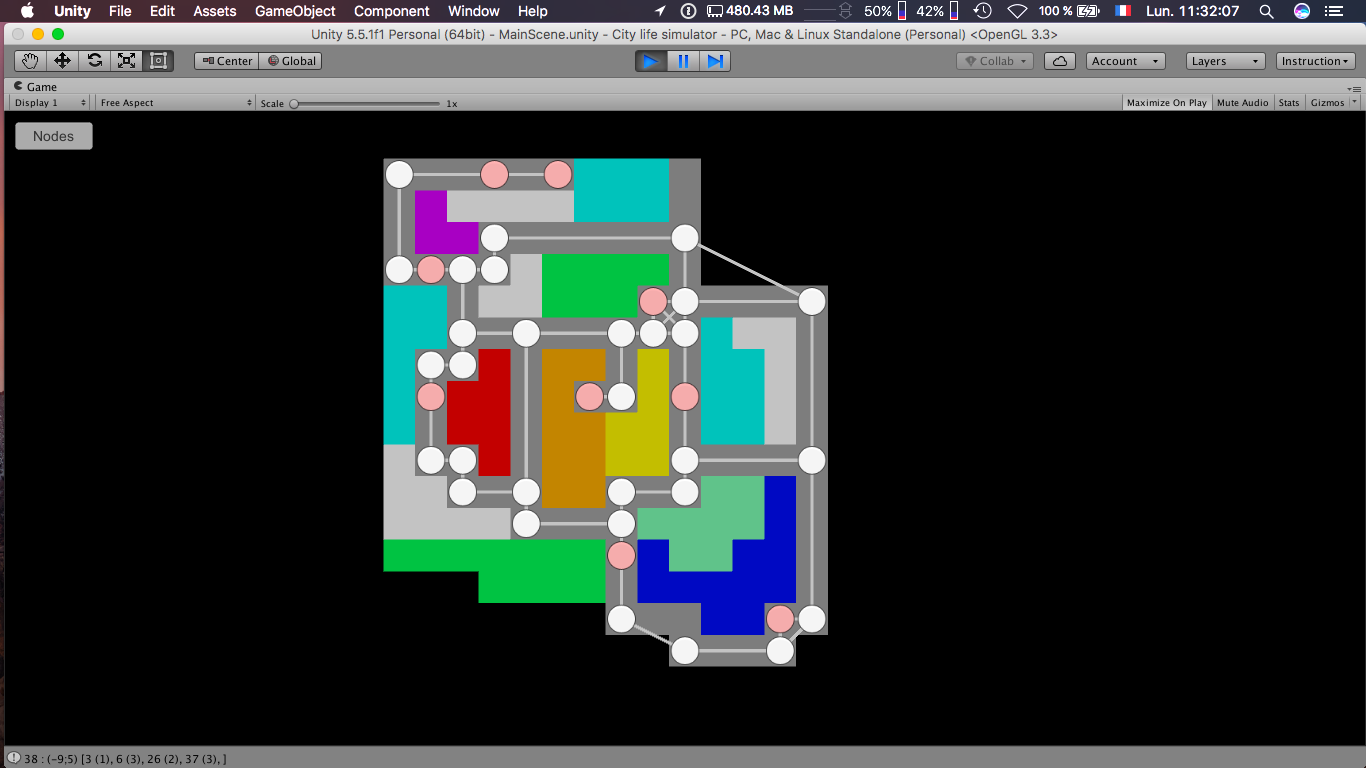 Unity File Edit Assets GameObject Component Window Help 480.43 MB 50% 42% 100 % Lun. 11:32:07
Unity 5.5.1f1 Personal (64bit) - MainScene.unity - City life simulator - PC, Mac & Linux Standalone (Personal) <OpenGL 3.3>
Center Global Collab Account Layers Instruction
Game
Display 1 Free Aspect Scale 1x Maximize On Play Mute Audio Stats Gizmos
Nodes
38 : (-9;5) [3 (1), 6 (3), 26 (2), 37 (3), ]